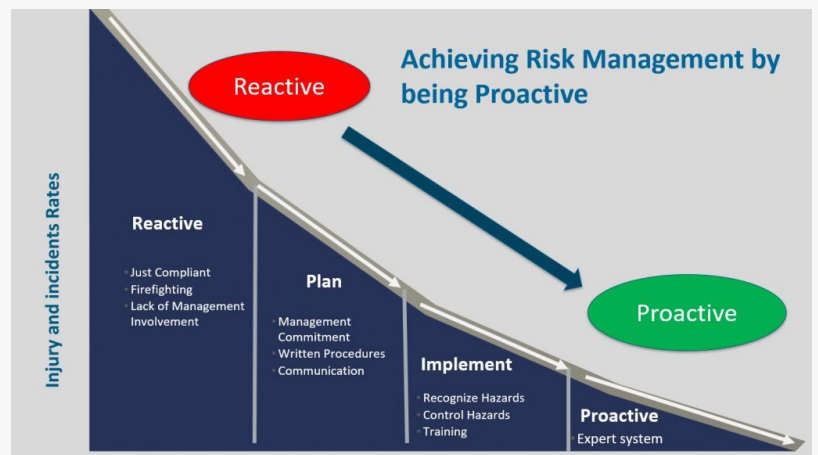 Achieving Risk Management by
being Proactive
Reactive
Injury and incidents Rates
Reactive
Just Compliant
Firefighting
Lack of Management
Involvement
Plan
Management
Commitment
Written Procedures
Communication
Implement
Recognize Hazards
Control Hazards
Training
Proactive
Proactive
Expert system